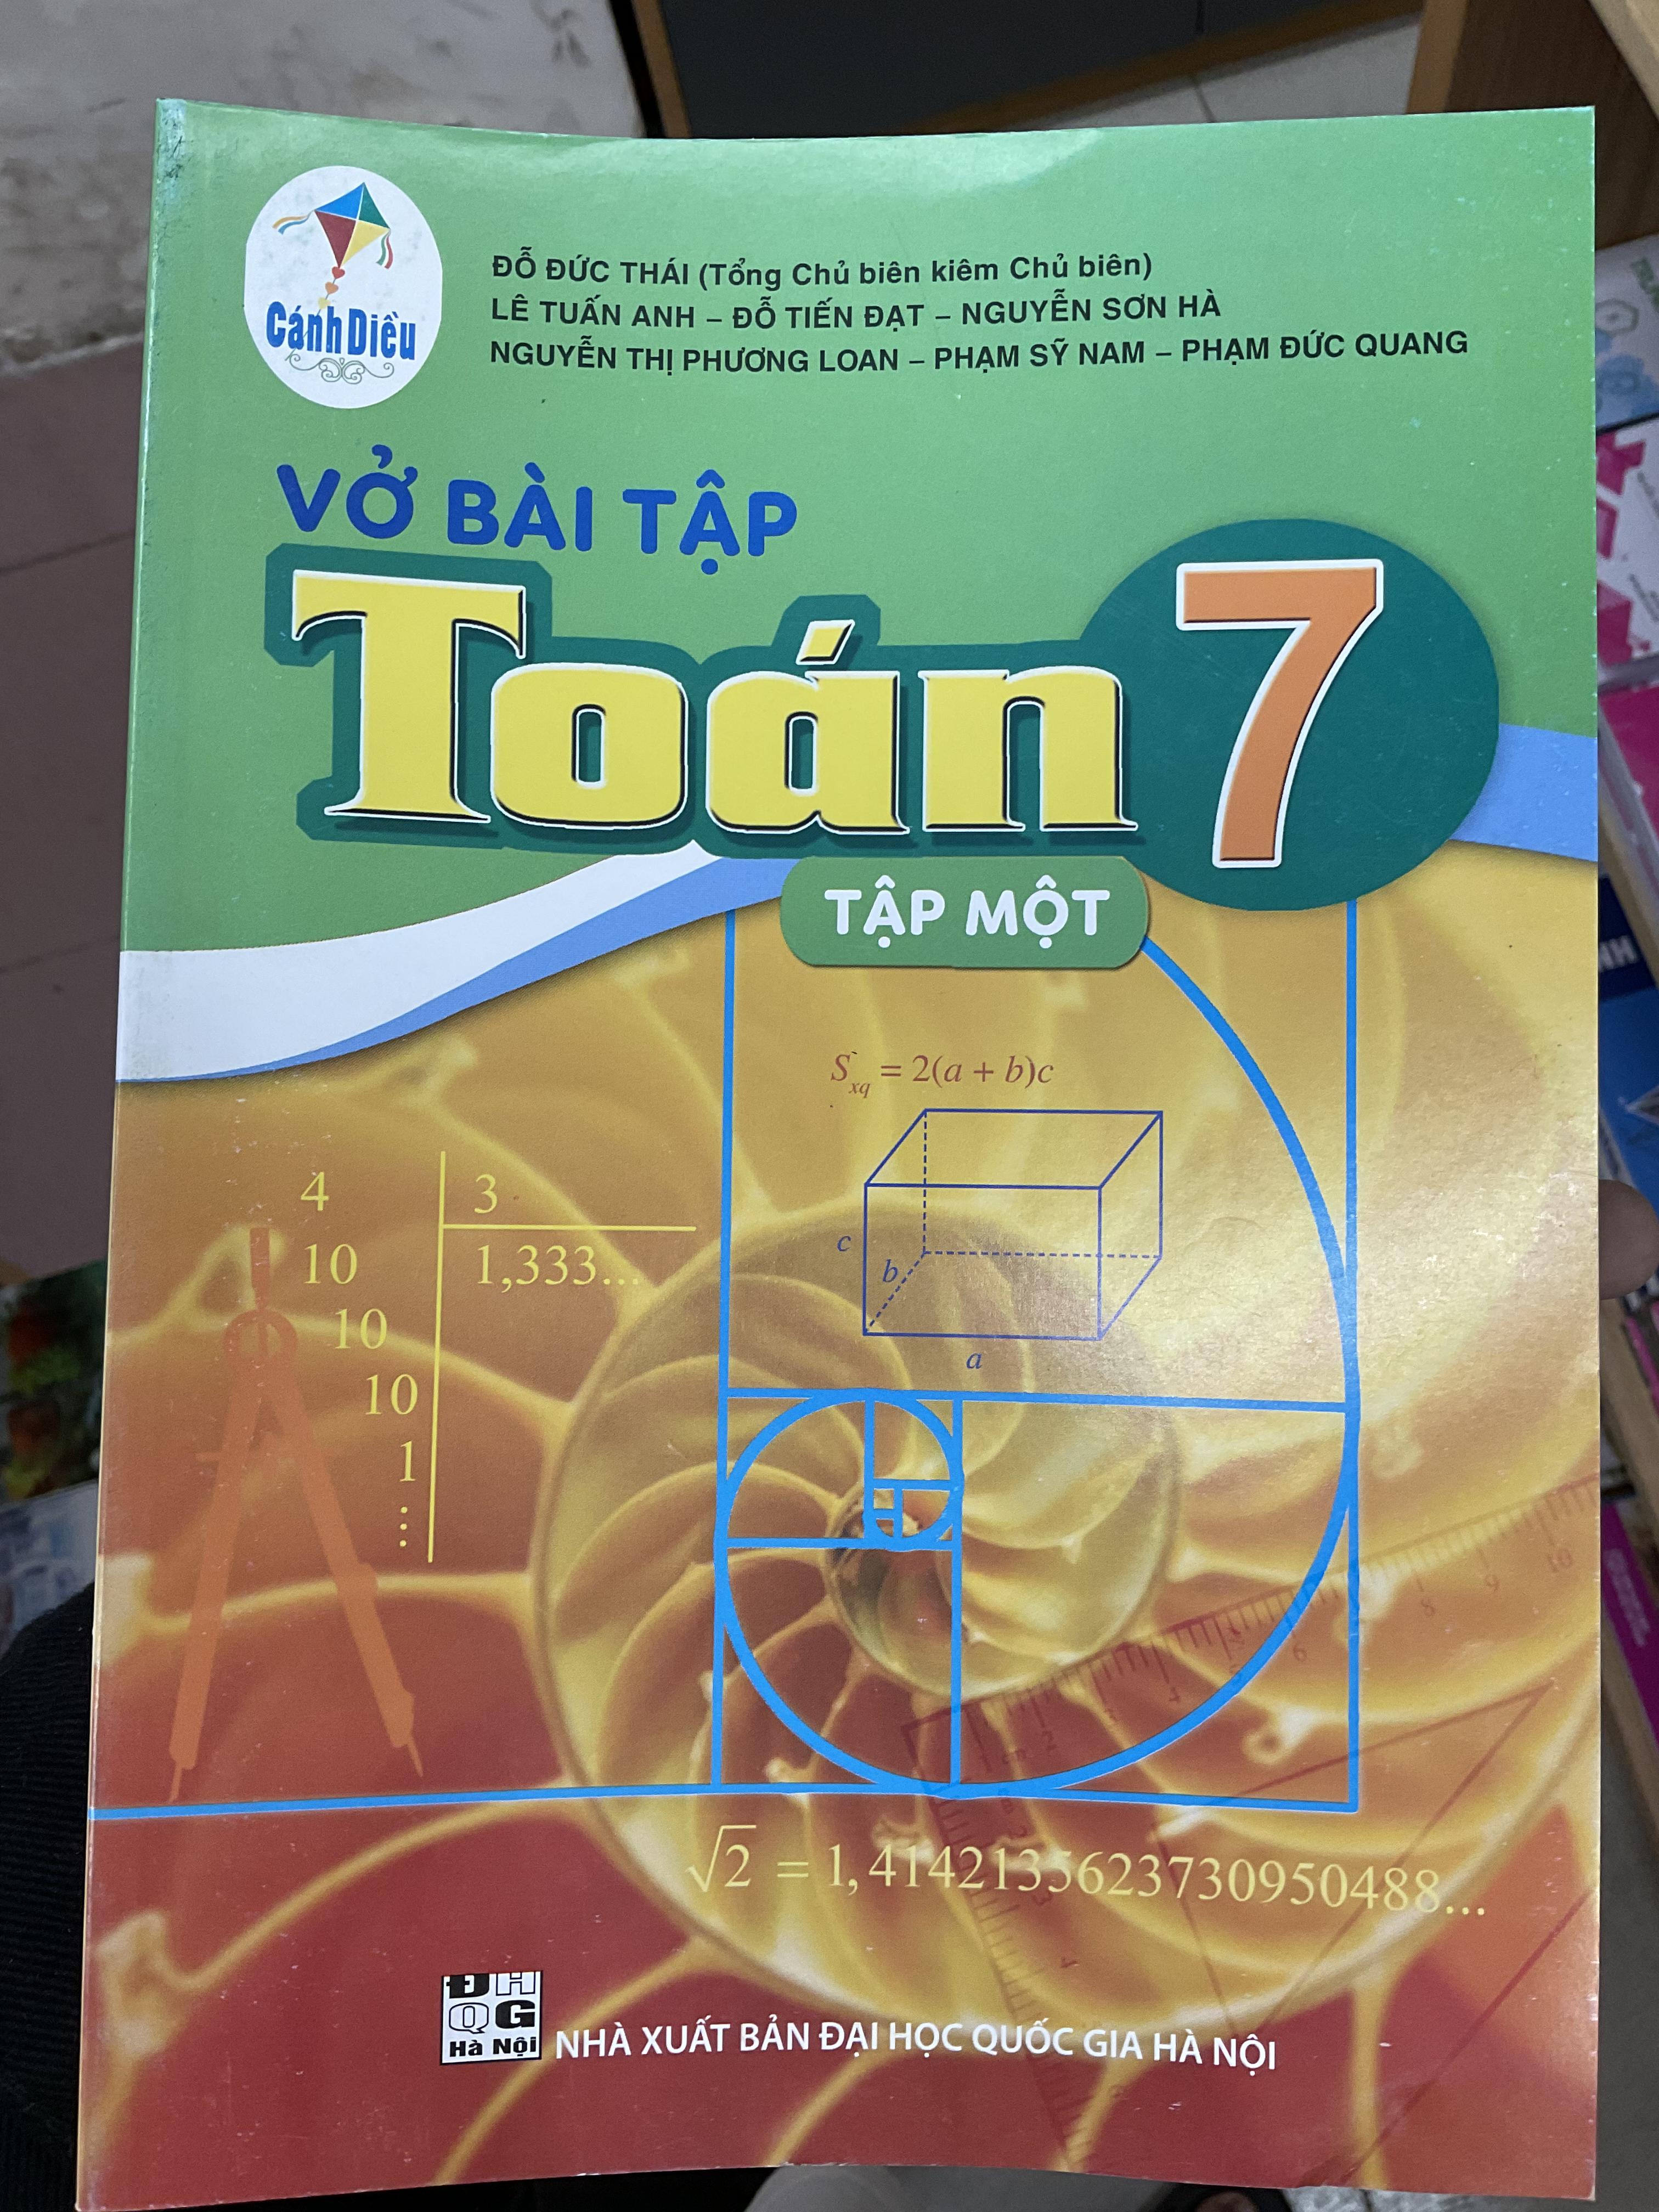 Cánh Diều
ĐỖ ĐỨC THÁI (Tổng Chủ biên kiêm Chủ biên)
LÊ TUẤN ANH – ĐỖ TIẾN ĐẠT – NGUYỄN SƠN HÀ
NGUYỄN THỊ PHƯƠNG LOAN – PHẠM SỸ NAM – PHẠM ĐỨC QUANG
VỞ BÀI TẬP
Toán 7
TẬP MỘT
S_xq = 2(a + b)c
c
b
a
4 3
10 1,333...
10
10
1
⋮
√2 = 1,4142135623730950488...
ĐHQG
Hà Nội
NHÀ XUẤT BẢN ĐẠI HỌC QUỐC GIA HÀ NỘI